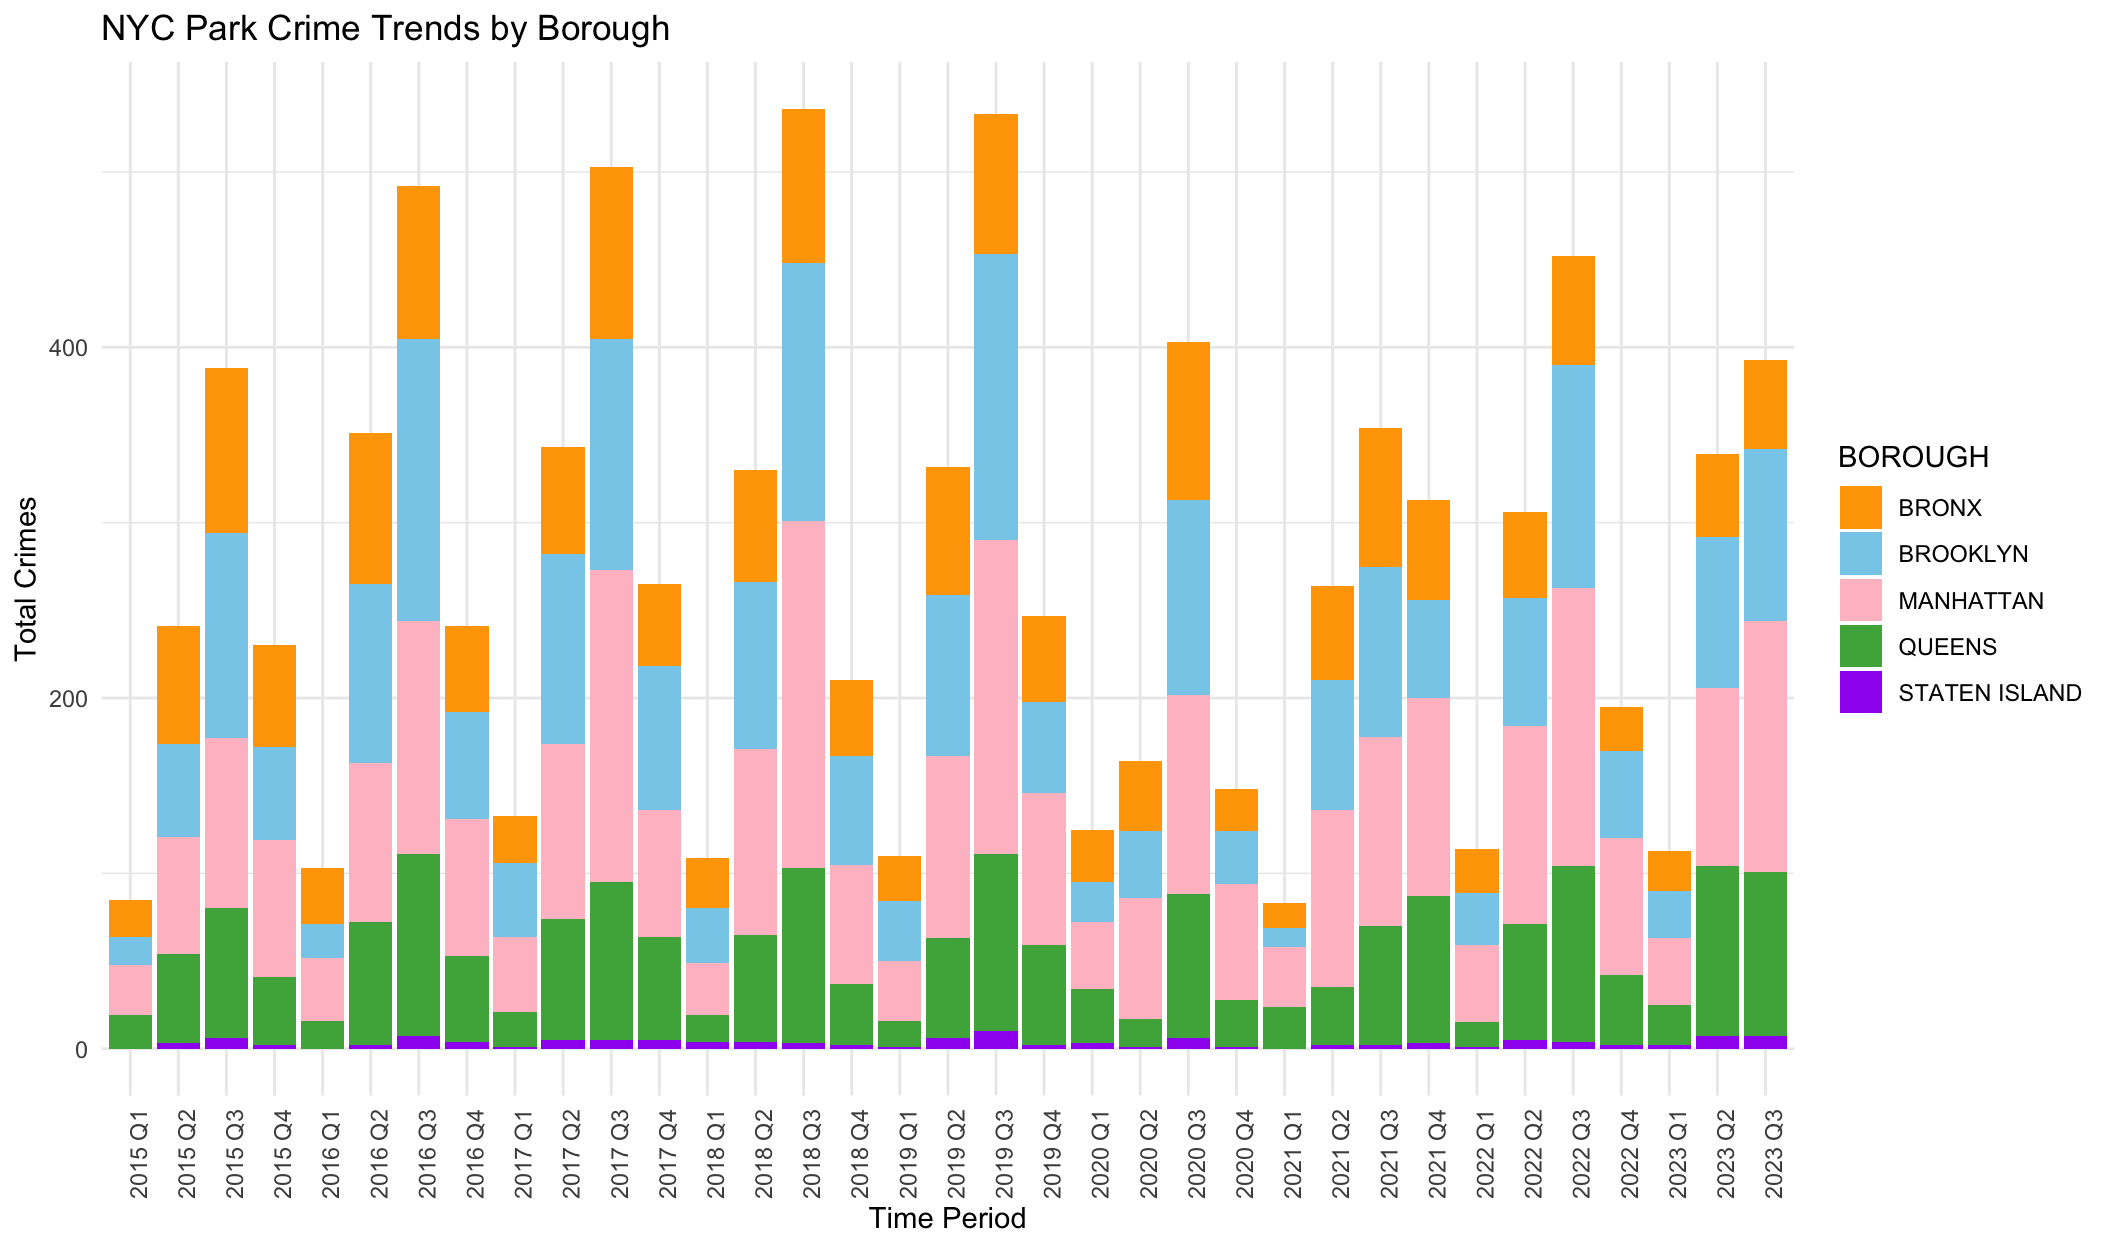 NYC Park Crime Trends by Borough
Total Crimes
400
200
0
2015 Q1
2015 Q2
2015 Q3
2015 Q4
2016 Q1
2016 Q2
2016 Q3
2016 Q4
2017 Q1
2017 Q2
2017 Q3
2017 Q4
2018 Q1
2018 Q2
2018 Q3
2018 Q4
2019 Q1
2019 Q2
2019 Q3
2019 Q4
2020 Q1
2020 Q2
2020 Q3
2020 Q4
2021 Q1
2021 Q2
2021 Q3
2021 Q4
2022 Q1
2022 Q2
2022 Q3
2022 Q4
2023 Q1
2023 Q2
2023 Q3
Time Period
BOROUGH
BRONX
BROOKLYN
MANHATTAN
QUEENS
STATEN ISLAND